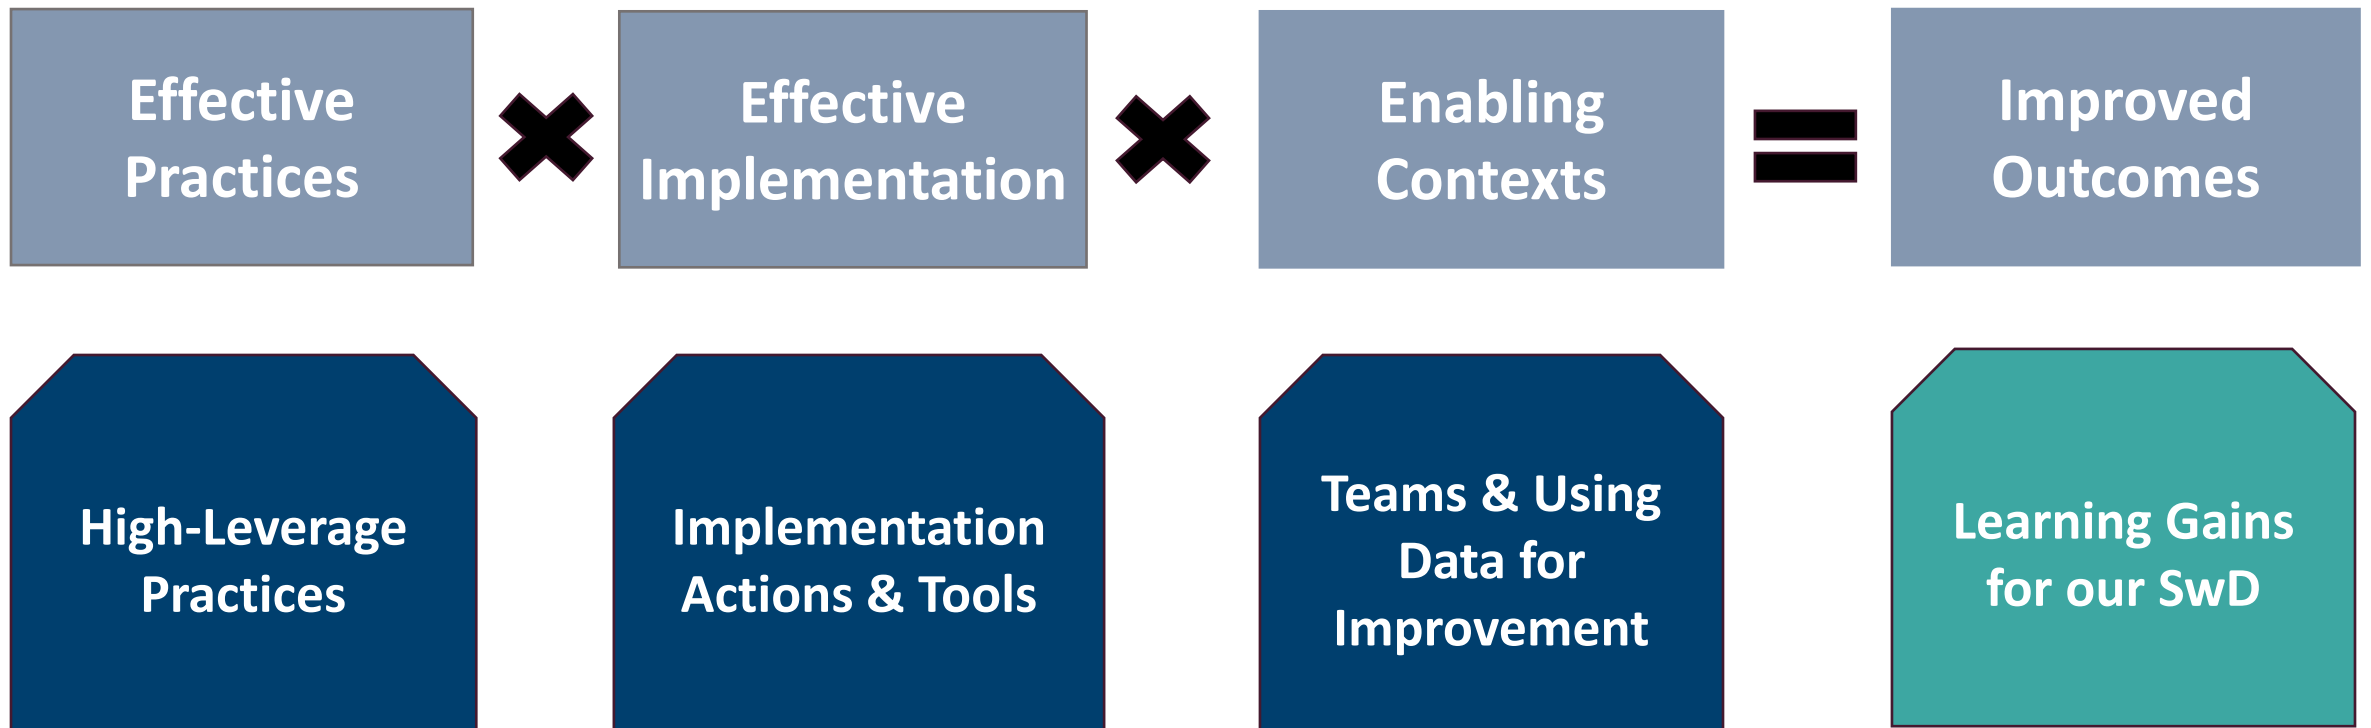 Effective
Practices
Effective
Implementation
Enabling
Contexts
Improved
Outcomes
High-Leverage
Practices
Implementation
Actions & Tools
Teams & Using
Data for
Improvement
Learning Gains
for our SwD